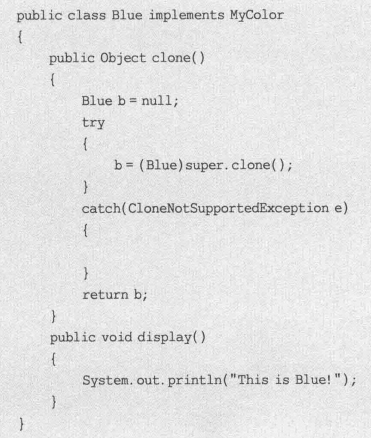 public class Blue implements MyColor
{
    public Object clone()
    {
        Blue b = null;
        try
        {
            b = (Blue)super.clone();
        }
        catch(CloneNotSupportedException e)
        {

        }
        return b;
    }
    public void display()
    {
        System.out.println("This is Blue!");
    }
}